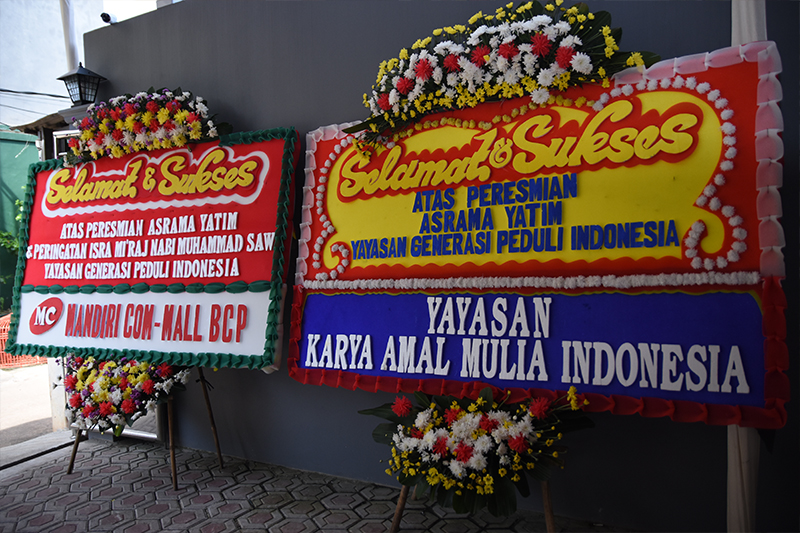 Selamat & Sukses
ATAS PERESMIAN ASRAMA YATIM
& PERINGATAN ISRA MI'RAJ NABI MUHAMMAD SAW
YAYASAN GENERASI PEDULI INDONESIA
MC MANDIRI COM-MALL BCP
Selamat & Sukses
ATAS PERESMIAN
ASRAMA YATIM
YAYASAN GENERASI PEDULI INDONESIA
YAYASAN
KARYA AMAL MULIA INDONESIA